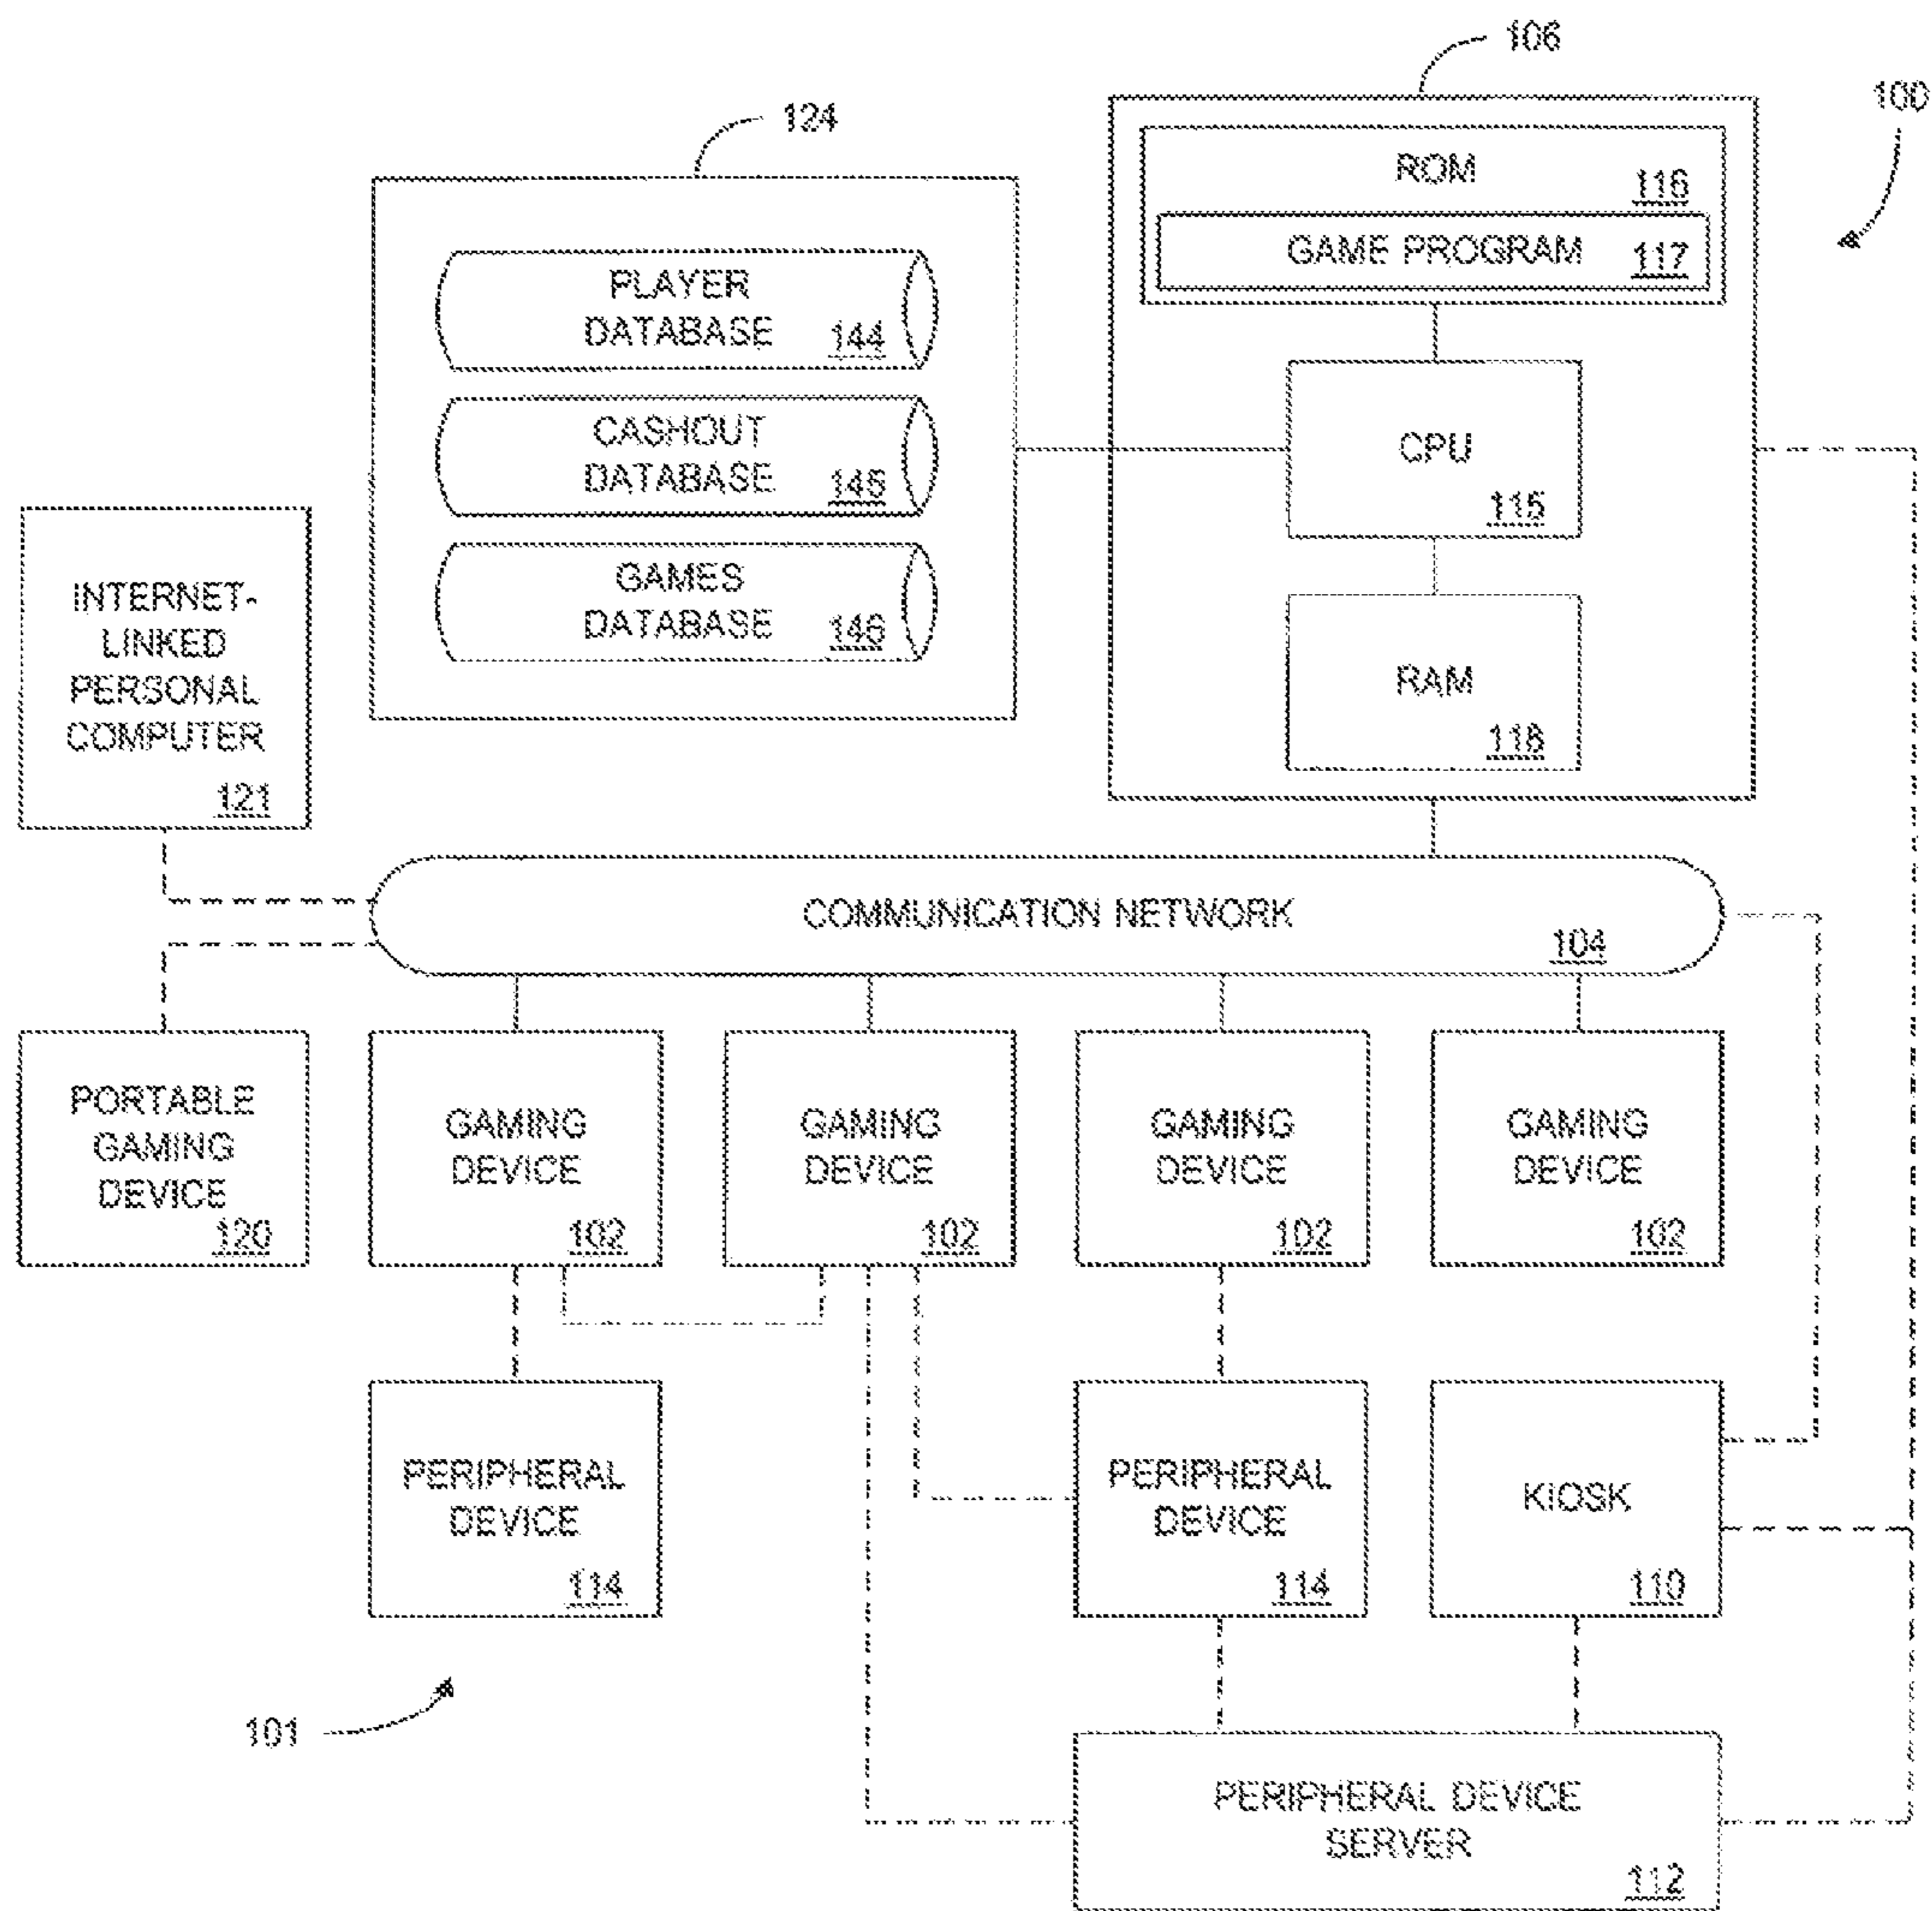 106
100
124
ROM
116
GAME PROGRAM 117
PLAYER
DATABASE 144
CASHOUT
DATABASE 145
GAMES
DATABASE 146
CPU
115
RAM
118
INTERNET-
LINKED
PERSONAL
COMPUTER
121
COMMUNICATION NETWORK
104
PORTABLE
GAMING
DEVICE
120
GAMING
DEVICE
102
GAMING
DEVICE
102
GAMING
DEVICE
102
GAMING
DEVICE
102
PERIPHERAL
DEVICE
114
PERIPHERAL
DEVICE
114
KIOSK
110
101
PERIPHERAL DEVICE
SERVER
112